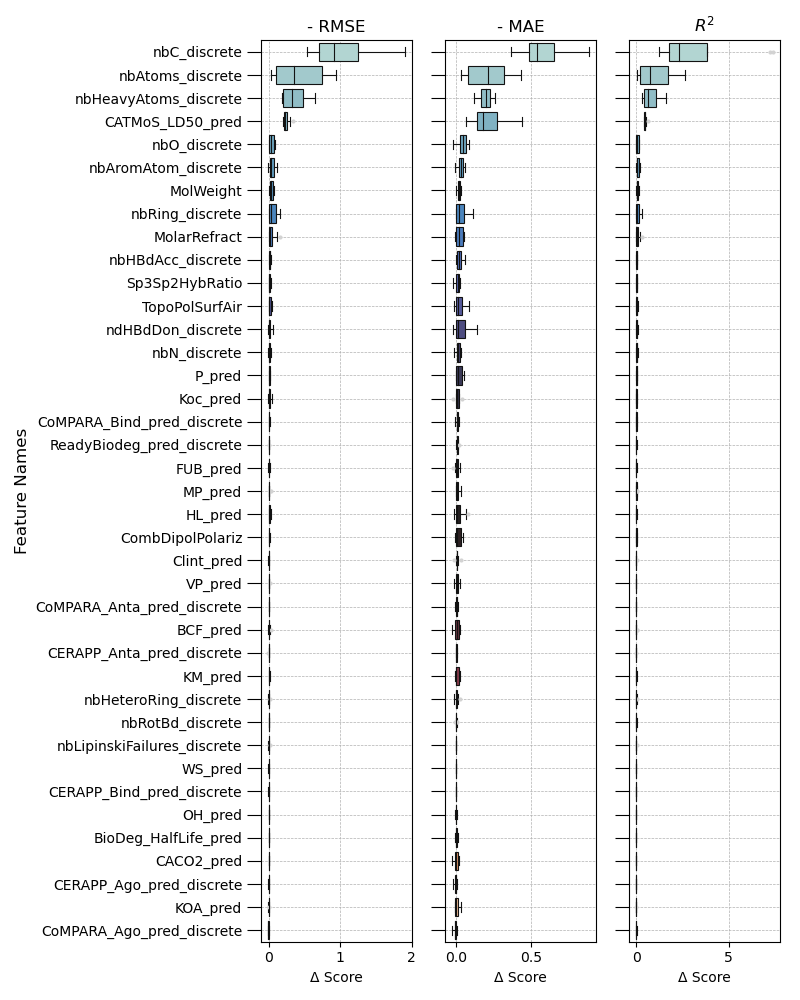 - RMSE
- MAE
R²
nbC_discrete
nbAtoms_discrete
nbHeavyAtoms_discrete
CATMoS_LD50_pred
nbO_discrete
nbAromAtom_discrete
MolWeight
nbRing_discrete
MolarRefract
nbHBdAcc_discrete
Sp3Sp2HybRatio
TopoPolSurfAir
ndHBdDon_discrete
nbN_discrete
P_pred
Koc_pred
CoMPARA_Bind_pred_discrete
ReadyBiodeg_pred_discrete
FUB_pred
MP_pred
HL_pred
CombDipolPolariz
Clint_pred
VP_pred
CoMPARA_Anta_pred_discrete
BCF_pred
CERAPP_Anta_pred_discrete
KM_pred
nbHeteroRing_discrete
nbRotBd_discrete
nbLipinskiFailures_discrete
WS_pred
CERAPP_Bind_pred_discrete
OH_pred
BioDeg_HalfLife_pred
CACO2_pred
CERAPP_Ago_pred_discrete
KOA_pred
CoMPARA_Ago_pred_discrete
Feature Names
0 1 2
0.0 0.5
0 5
Δ Score
Δ Score
Δ Score